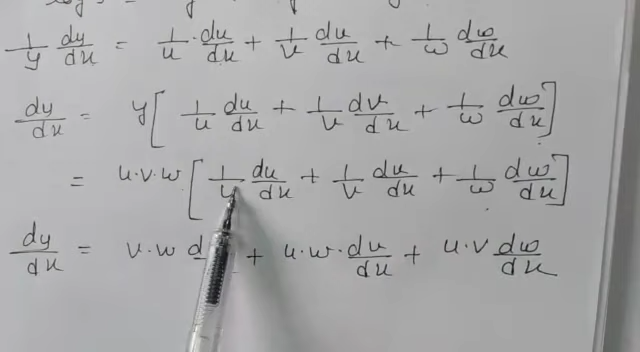 1/y dy/dx = 1/u · du/dx + 1/v du/dx + 1/w dw/dx
dy/dx = y[ 1/u du/dx + 1/v dv/dx + 1/w dw/dx ]
= u·v·w [ 1/u du/dx + 1/v du/dx + 1/w dw/dx ]
dy/dx = v·w d + u·w· du/dx + u·v dw/dx